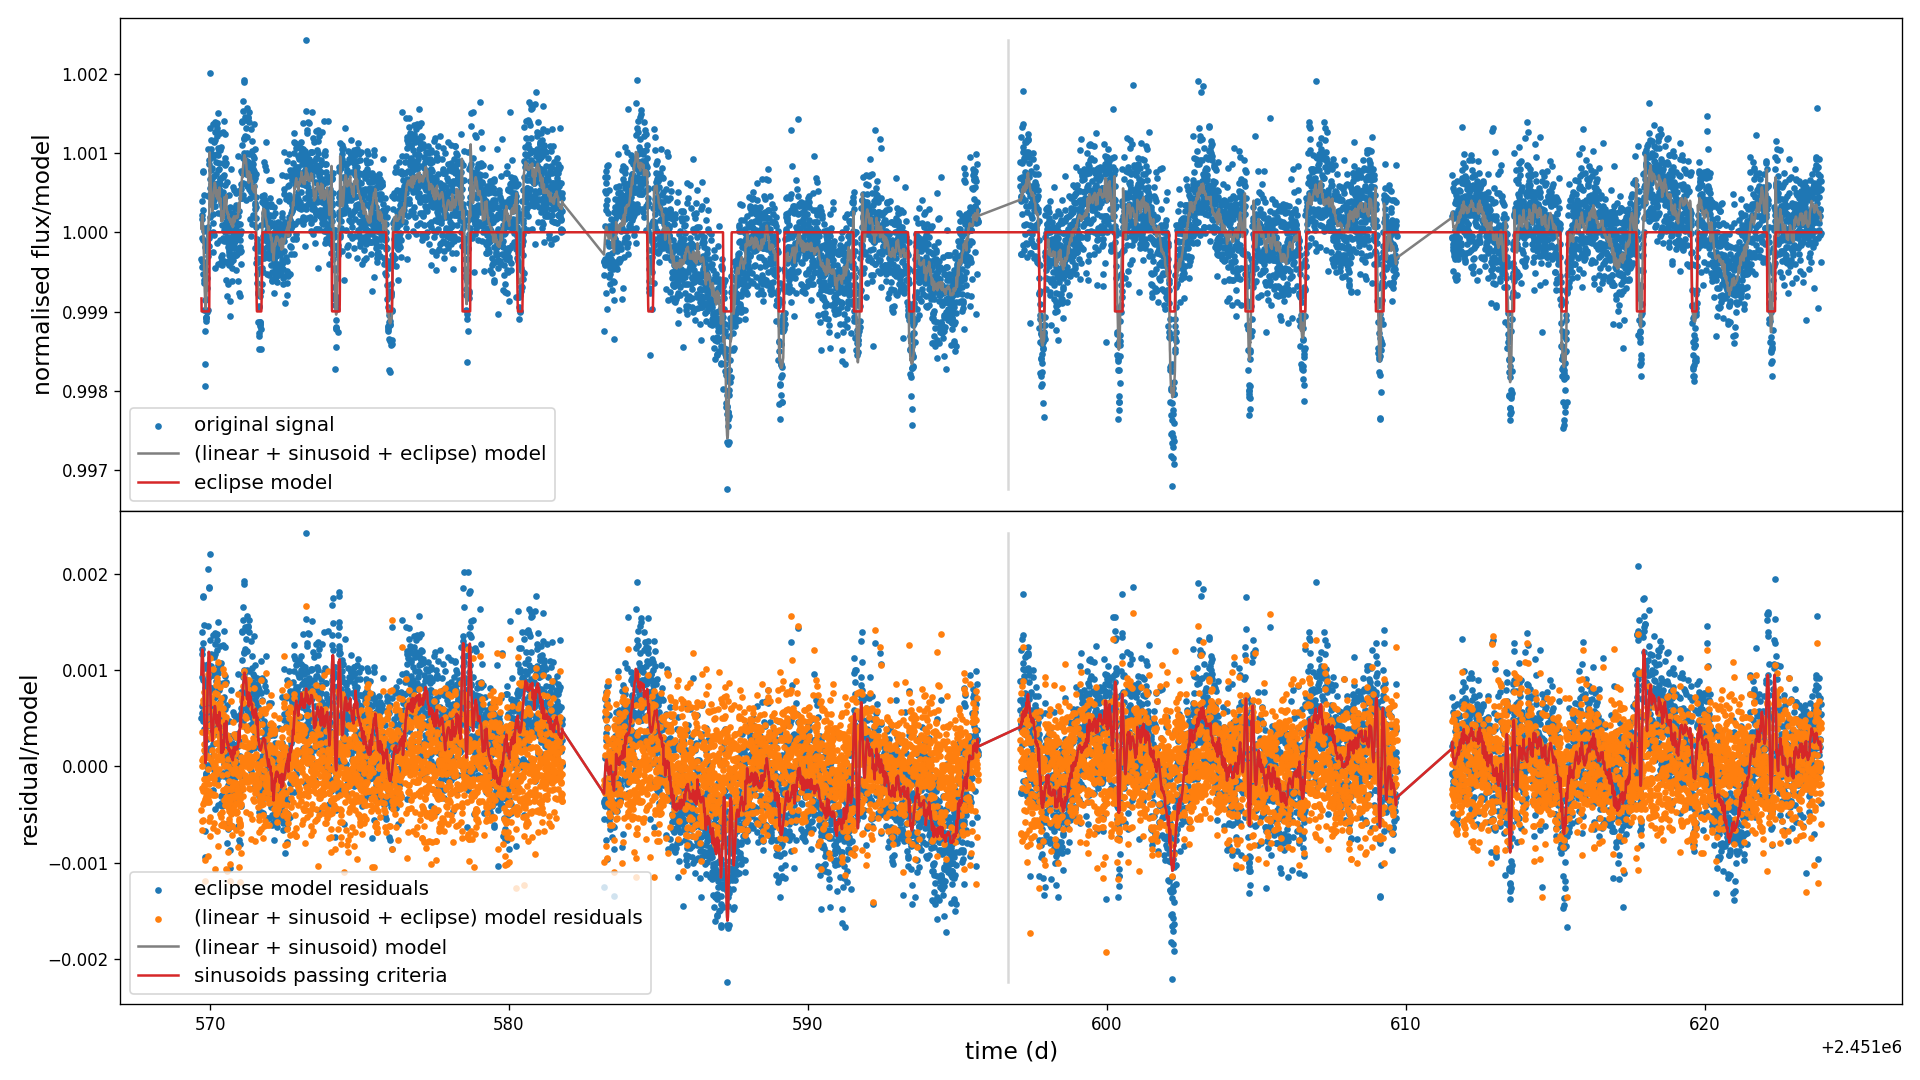 normalised flux/model
1.002
1.001
1.000
0.999
0.998
0.997
original signal
(linear + sinusoid + eclipse) model
eclipse model
residual/model
0.002
0.001
0.000
−0.001
−0.002
eclipse model residuals
(linear + sinusoid + eclipse) model residuals
(linear + sinusoid) model
sinusoids passing criteria
570 580 590 600 610 620
time (d)
+2.451e6